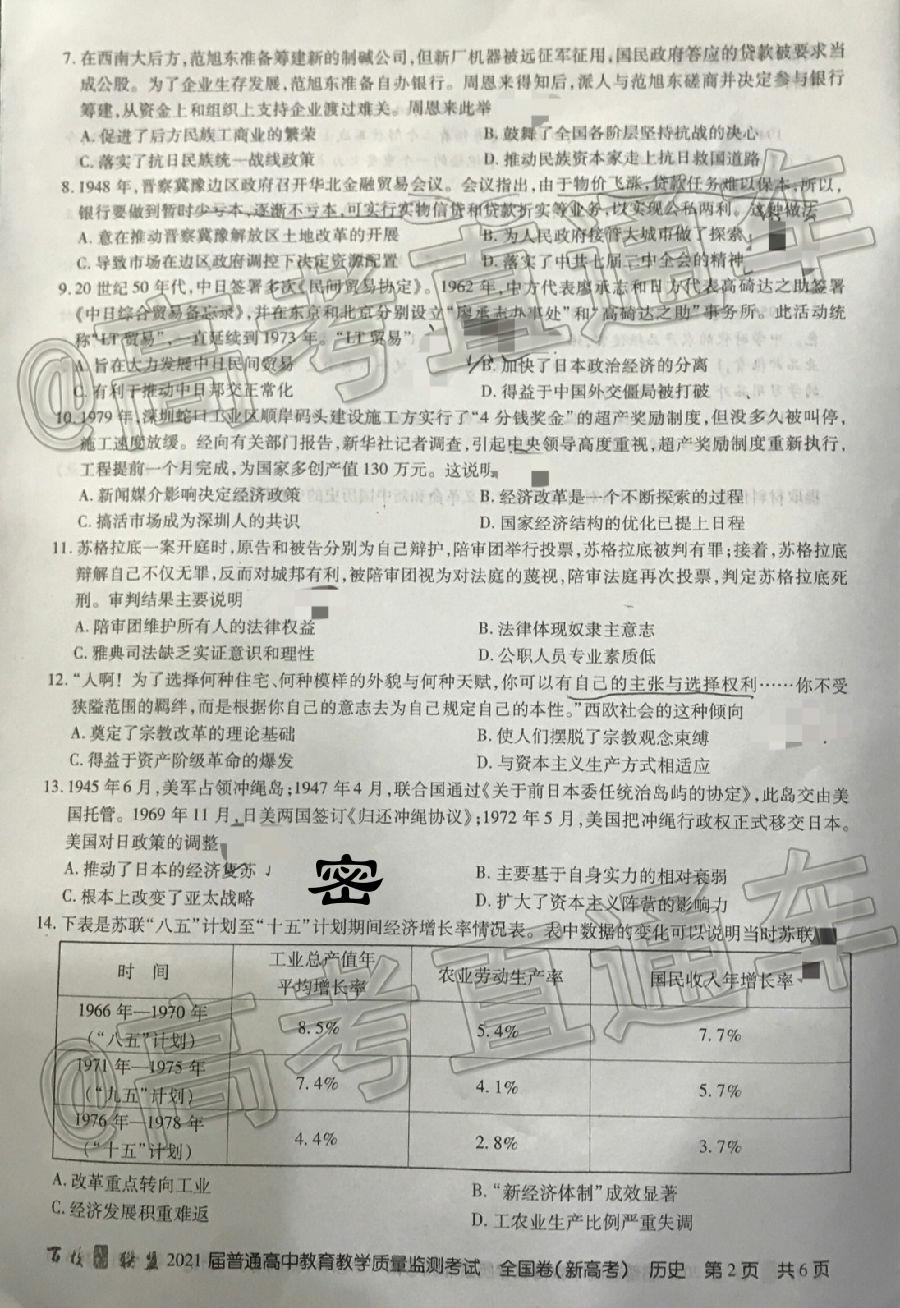 7. 在西南大后方，范旭东准备筹建新的制碱公司，但新厂机器被远征军征用，国民政府答应的贷款被要求当
成公股。为了企业生存发展，范旭东准备自办银行。周恩来得知后，派人与范旭东磋商并决定参与银行
筹建，从资金上和组织上支持企业渡过难关。周恩来此举
A. 促进了后方民族工商业的繁荣 B. 鼓舞了全国各阶层坚持抗战的决心
C. 落实了抗日民族统一战线政策 D. 推动民族资本家走上抗日救国道路
8. 1948 年，晋察冀豫边区政府召开华北金融贸易会议。会议指出，由于物价飞涨，贷款任务难以保本，所以，
银行要做到暂时少亏本，逐渐不亏本，可实行实物信贷和贷款折实等业务，以实现公私两利。这种做法
A. 意在推动晋察冀豫解放区土地改革的开展 B. 为人民政府接管大城市做了探索
C. 导致市场在边区政府调控下决定资源配置 D. 落实了中共七届二中全会的精神
9. 20 世纪 50 年代，中日签署多次《民间贸易协定》。1962 年，中方代表廖承志和日方代表高碕达之助签署
《中日综合贸易备忘录》，并在东京和北京分别设立“廖承志办事处”和“高碕达之助”事务所。此活动统
称“LT 贸易”，一直延续到 1973 年。“LT 贸易”
A. 旨在大力发展中日民间贸易 B. 加快了日本政治经济的分离
C. 有利于推动中日邦交正常化 D. 得益于中国外交僵局被打破
10. 1979 年，深圳蛇口工业区顺岸码头建设施工方实行了“4 分钱奖金”的超产奖励制度，但没多久被叫停，
施工速度放缓。经向有关部门报告，新华社记者调查，引起中央领导高度重视，超产奖励制度重新执行，
工程提前一个月完成，为国家多创产值 130 万元。这说明
A. 新闻媒介影响决定经济政策 B. 经济改革是一个不断探索的过程
C. 搞活市场成为深圳人的共识 D. 国家经济结构的优化已提上日程
11. 苏格拉底一案开庭时，原告和被告分别为自己辩护，陪审团举行投票，苏格拉底被判有罪；接着，苏格拉底
辩解自己不仅无罪，反而对城邦有利，被陪审团视为对法庭的蔑视，陪审法庭再次投票，判定苏格拉底死
刑。审判结果主要说明
A. 陪审团维护所有人的法律权益 B. 法律体现奴隶主意志
C. 雅典司法缺乏实证意识和理性 D. 公职人员专业素质低
12. “人啊！为了选择何种住宅、何种模样的外貌与何种天赋，你可以有自己的主张与选择权利……你不受
狭隘范围的羁绊，而是根据你自己的意志去为自己规定自己的本性。”西欧社会的这种倾向
A. 奠定了宗教改革的理论基础 B. 使人们摆脱了宗教观念束缚
C. 得益于资产阶级革命的爆发 D. 与资本主义生产方式相适应
13. 1945 年 6 月，美军占领冲绳岛；1947 年 4 月，联合国通过《关于前日本委任统治岛屿的协定》，此岛交由美
国托管。1969 年 11 月，日美两国签订《归还冲绳协议》；1972 年 5 月，美国把冲绳行政权正式移交日本。
美国对日政策的调整
A. 推动了日本的经济复苏 B. 主要基于自身实力的相对衰弱
C. 根本上改变了亚太战略 D. 扩大了资本主义阵营的影响力
密
14. 下表是苏联“八五”计划至“十五”计划期间经济增长率情况表。表中数据的变化可以说明当时苏联
时 间 工业总产值年平均增长率 农业劳动生产率 国民收入年增长率
1966 年—1970 年
（“八五”计划） 8.5% 5.4% 7.7%
1971 年—1975 年
（“九五”计划） 7.4% 4.1% 5.7%
1976 年—1978 年
（“十五”计划） 4.4% 2.8% 3.7%
A. 改革重点转向工业 B. “新经济体制”成效显著
C. 经济发展积重难返 D. 工农业生产比例严重失调
百校联盟 2021 届普通高中教育教学质量监测考试 全国卷（新高考） 历史 第 2 页 共 6 页
@高考直通车
@高考直通车